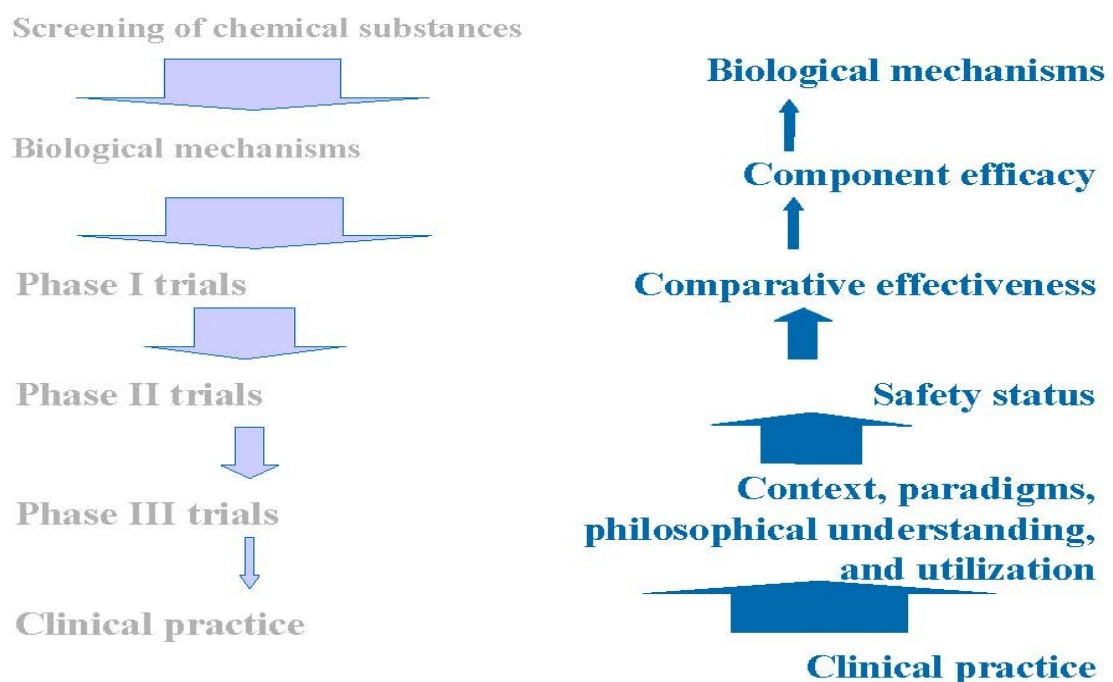 Screening of chemical substances
Biological mechanisms
Phase I trials
Phase II trials
Phase III trials
Clinical practice
Biological mechanisms
Component efficacy
Comparative effectiveness
Safety status
Context, paradigms,
philosophical understanding,
and utilization
Clinical practice